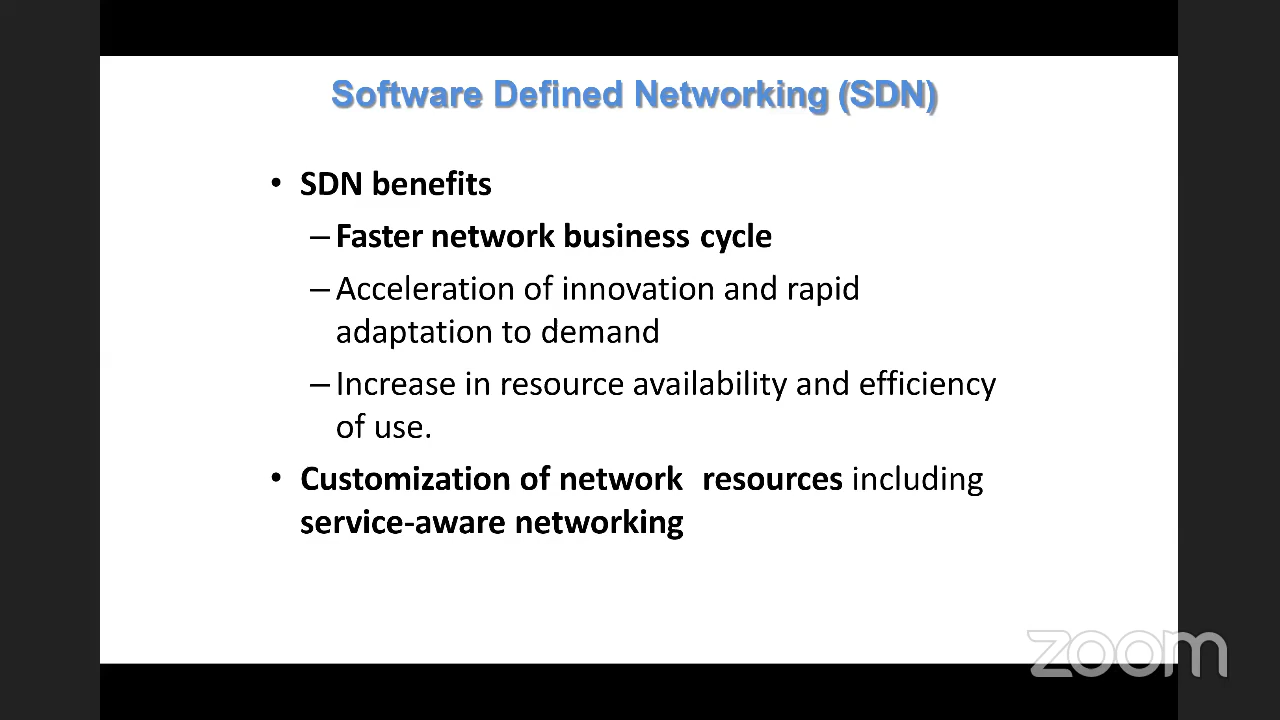 Software Defined Networking (SDN)
• SDN benefits
– Faster network business cycle
– Acceleration of innovation and rapid
adaptation to demand
– Increase in resource availability and efficiency
of use.
• Customization of network resources including
service-aware networking
zoom